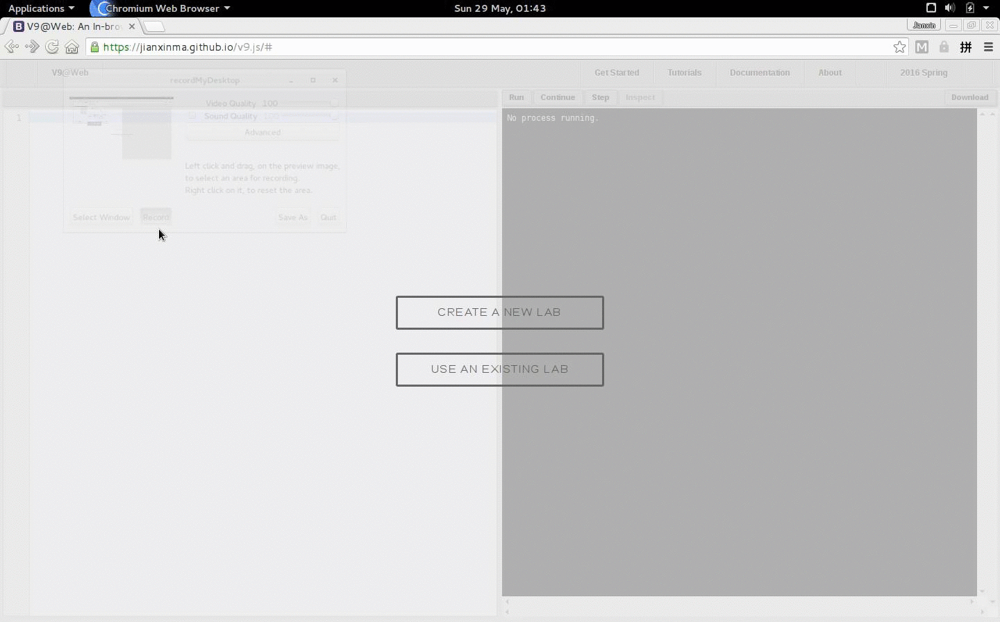 Applications
Chromium Web Browser
Sun 29 May, 01:43
V9@Web: An In-bro
Jianxin
https://jianxinma.github.io/v9.js/#
M
拼
V9@Web
Get Started
Tutorials
Documentation
About
2016 Spring
recordMyDesktop
Run
Continue
Step
Inspect
Download
Video Quality 100
Sound Quality 100
Advanced
1
No process running.
Left click and drag, on the preview image,
to select an area for recording.
Right click on it, to reset the area.
Select Window
Record
Save As
Quit
CREATE A NEW LAB
USE AN EXISTING LAB